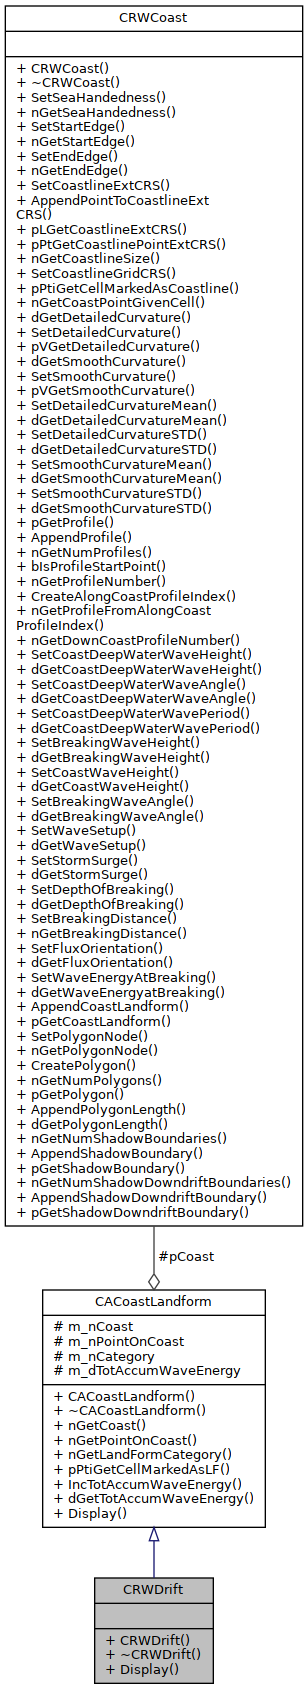 CRWCoast
+ CRWCoast()
+ ~CRWCoast()
+ SetSeaHandedness()
+ nGetSeaHandedness()
+ SetStartEdge()
+ nGetStartEdge()
+ SetEndEdge()
+ nGetEndEdge()
+ SetCoastlineExtCRS()
+ AppendPointToCoastlineExt
CRS()
+ pLGetCoastlineExtCRS()
+ pPtGetCoastlinePointExtCRS()
+ nGetCoastlineSize()
+ SetCoastlineGridCRS()
+ pPtiGetCellMarkedAsCoastline()
+ nGetCoastPointGivenCell()
+ dGetDetailedCurvature()
+ SetDetailedCurvature()
+ pVGetDetailedCurvature()
+ dGetSmoothCurvature()
+ SetSmoothCurvature()
+ pVGetSmoothCurvature()
+ SetDetailedCurvatureMean()
+ dGetDetailedCurvatureMean()
+ SetDetailedCurvatureSTD()
+ dGetDetailedCurvatureSTD()
+ SetSmoothCurvatureMean()
+ dGetSmoothCurvatureMean()
+ SetSmoothCurvatureSTD()
+ dGetSmoothCurvatureSTD()
+ pGetProfile()
+ AppendProfile()
+ nGetNumProfiles()
+ bIsProfileStartPoint()
+ nGetProfileNumber()
+ CreateAlongCoastProfileIndex()
+ nGetProfileFromAlongCoast
ProfileIndex()
+ nGetDownCoastProfileNumber()
+ SetCoastDeepWaterWaveHeight()
+ dGetCoastDeepWaterWaveHeight()
+ SetCoastDeepWaterWaveAngle()
+ dGetCoastDeepWaterWaveAngle()
+ SetCoastDeepWaterWavePeriod()
+ dGetCoastDeepWaterWavePeriod()
+ SetBreakingWaveHeight()
+ dGetBreakingWaveHeight()
+ SetCoastWaveHeight()
+ dGetCoastWaveHeight()
+ SetBreakingWaveAngle()
+ dGetBreakingWaveAngle()
+ SetWaveSetup()
+ dGetWaveSetup()
+ SetStormSurge()
+ dGetStormSurge()
+ SetDepthOfBreaking()
+ dGetDepthOfBreaking()
+ SetBreakingDistance()
+ nGetBreakingDistance()
+ SetFluxOrientation()
+ dGetFluxOrientation()
+ SetWaveEnergyAtBreaking()
+ dGetWaveEnergyatBreaking()
+ AppendCoastLandform()
+ pGetCoastLandform()
+ SetPolygonNode()
+ nGetPolygonNode()
+ CreatePolygon()
+ nGetNumPolygons()
+ pGetPolygon()
+ AppendPolygonLength()
+ dGetPolygonLength()
+ nGetNumShadowBoundaries()
+ AppendShadowBoundary()
+ pGetShadowBoundary()
+ nGetNumShadowDowndriftBoundaries()
+ AppendShadowDowndriftBoundary()
+ pGetShadowDowndriftBoundary()
#pCoast
CACoastLandform
# m_nCoast
# m_nPointOnCoast
# m_nCategory
# m_dTotAccumWaveEnergy
+ CACoastLandform()
+ ~CACoastLandform()
+ nGetCoast()
+ nGetPointOnCoast()
+ nGetLandFormCategory()
+ pPtiGetCellMarkedAsLF()
+ IncTotAccumWaveEnergy()
+ dGetTotAccumWaveEnergy()
+ Display()
CRWDrift
+ CRWDrift()
+ ~CRWDrift()
+ Display()